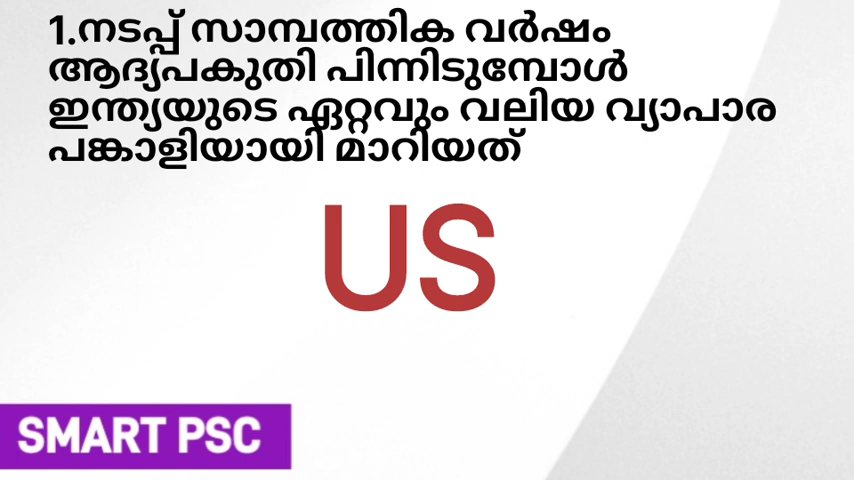 1.നടപ്പ് സാമ്പത്തിക വർഷം
ആദ്യപകുതി പിന്നിടുമ്പോൾ
ഇന്ത്യയുടെ ഏറ്റവും വലിയ വ്യാപാര
പങ്കാളിയായി മാറിയത്
US
SMART PSC